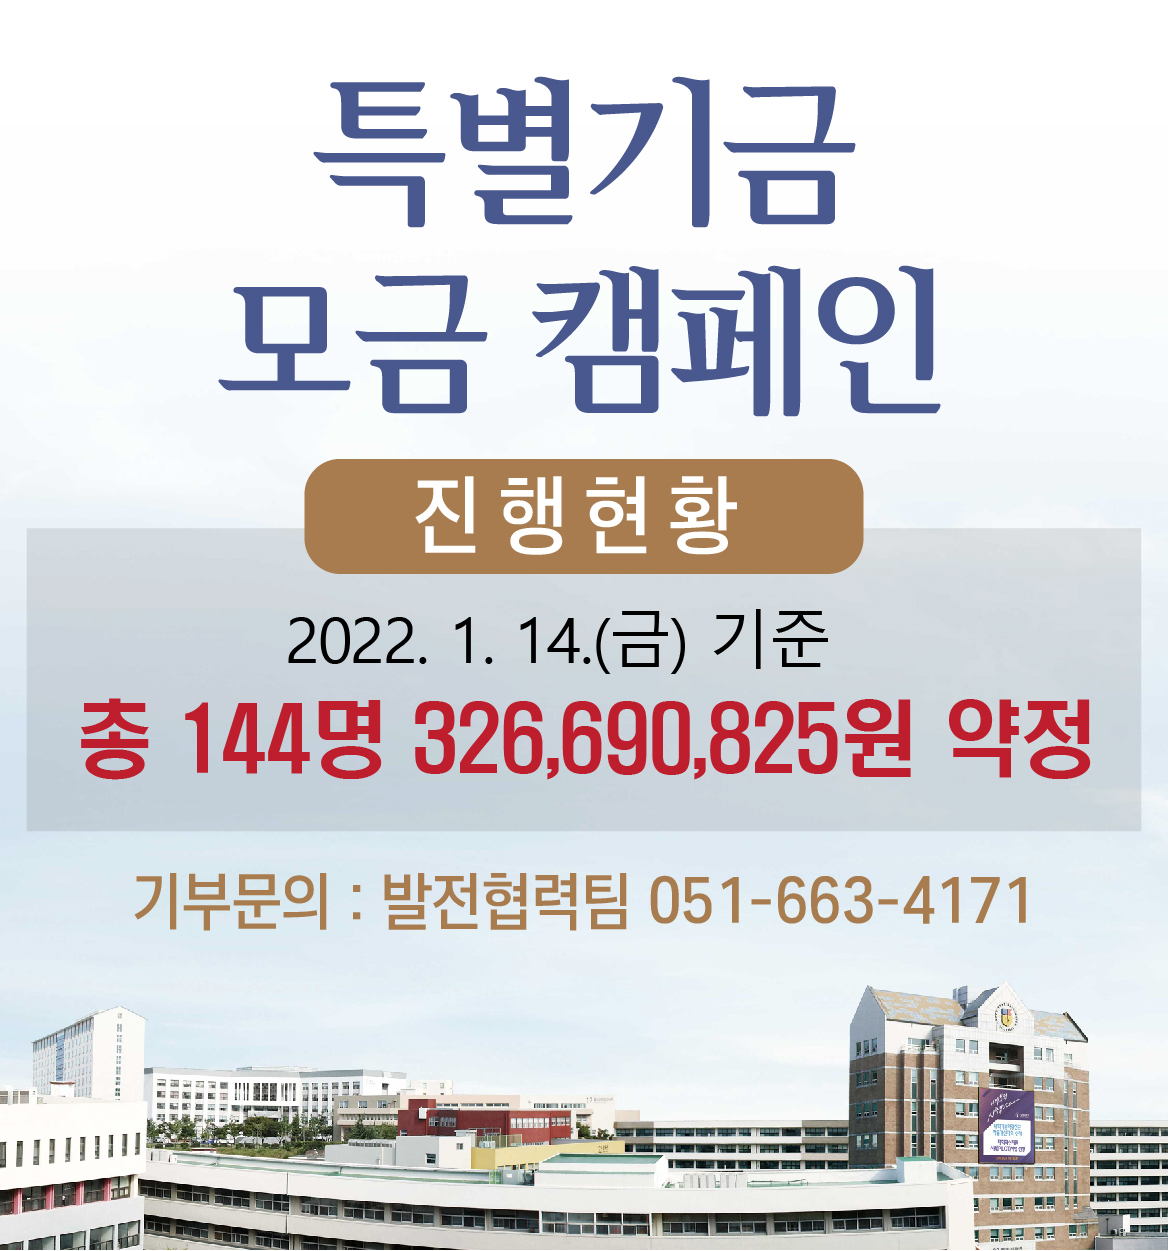 특별기금
모금 캠페인
진행현황
2022. 1. 14.(금) 기준
총 144명 326,690,825원 약정
기부문의 : 발전협력팀 051-663-4171